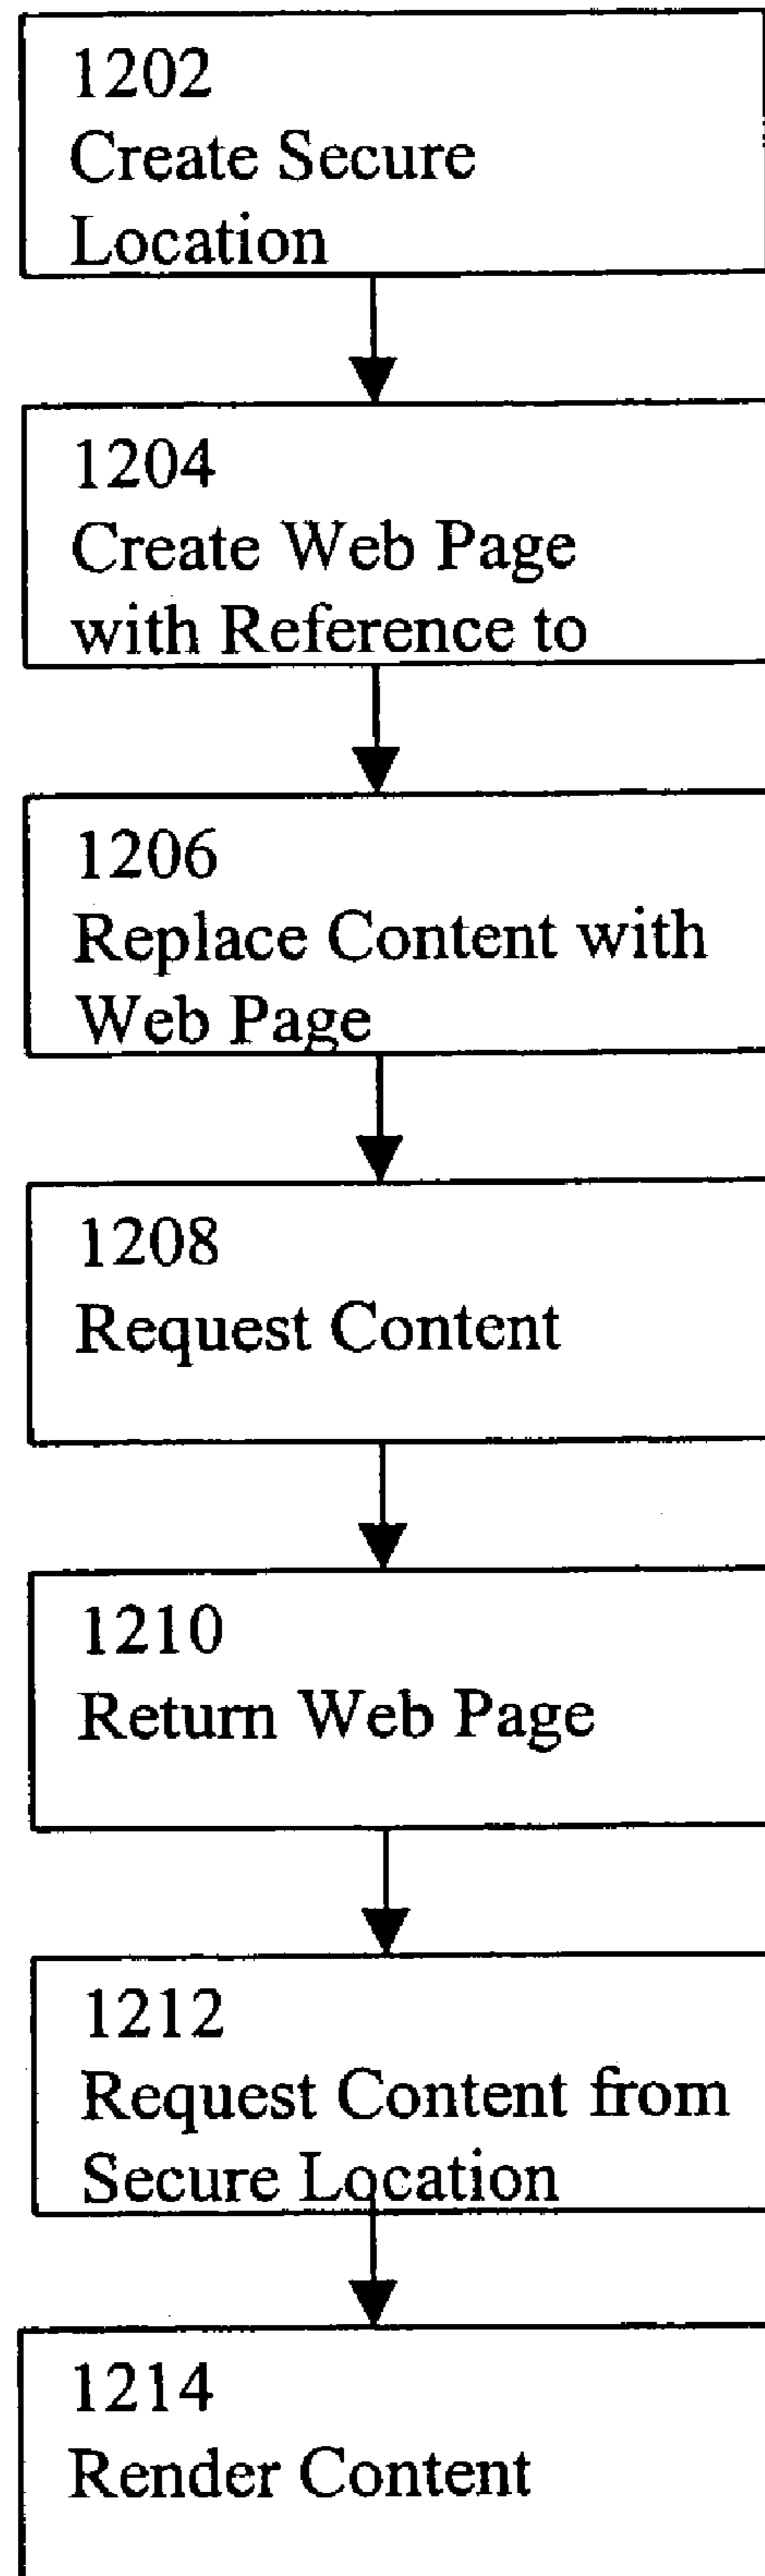 1202
Create Secure
Location
1204
Create Web Page
with Reference to
1206
Replace Content with
Web Page
1208
Request Content
1210
Return Web Page
1212
Request Content from
Secure Location
1214
Render Content